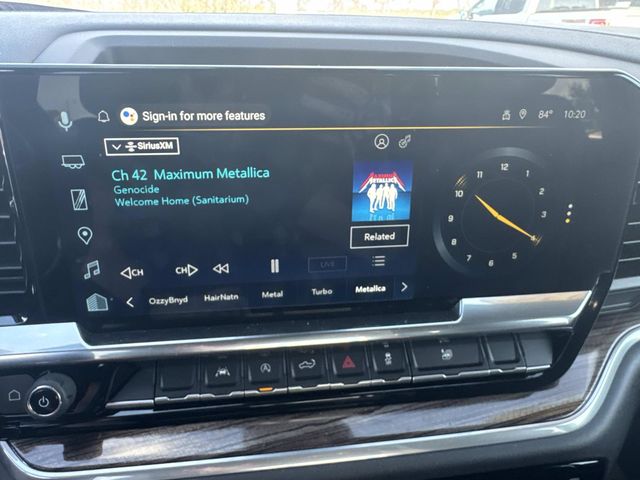 Sign-in for more features
84° 10:20
SiriusXM
Ch 42 Maximum Metallica
Genocide
Welcome Home (Sanitarium)
METALLICA
Related
CH CH LIVE
OzzyBnyd HairNatn Metal Turbo Metallica
12
11 1
10 2
9 3
8 4
7 5
6